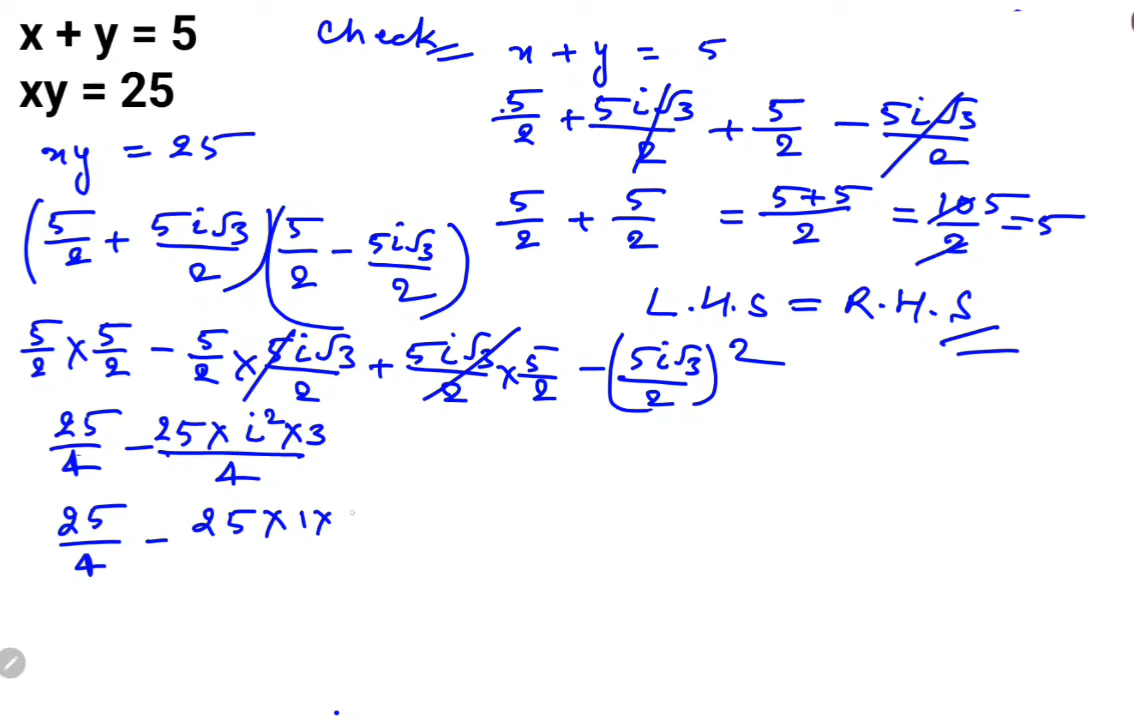 x + y = 5
xy = 25
check
x + y = 5
5/2 + 5i√3/2 + 5/2 - 5i√3/2
5/2 + 5/2 = 5+5/2 = 10/2 5 = 5
L.H.S = R.H.S
xy = 25
(5/2 + 5i√3/2)(5/2 - 5i√3/2)
5/2 × 5/2 - 5/2 × 5i√3/2 + 5i√3/2 × 5/2 - (5i√3/2)²
25/4 - 25 × i² × 3/4
25/4 - 25 × 1 ×